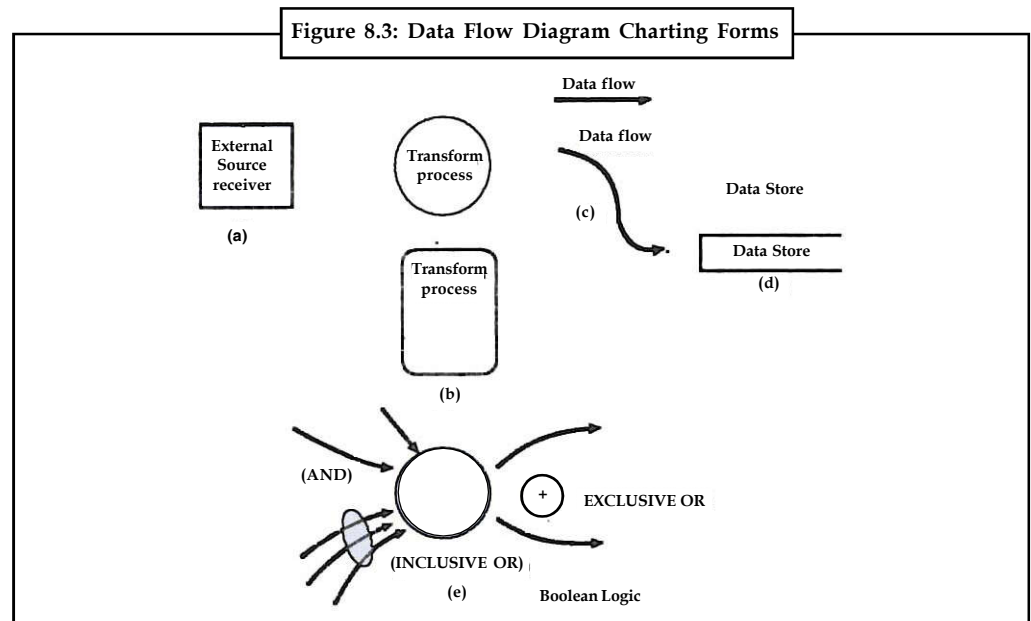 Figure 8.3: Data Flow Diagram Charting Forms
Data flow
External
Source
receiver
(a)
Transform
process
Data flow
(c)
Data Store
Data Store
(d)
Transform
process
(b)
(AND)
+
EXCLUSIVE OR
(INCLUSIVE OR)
(e)
Boolean Logic